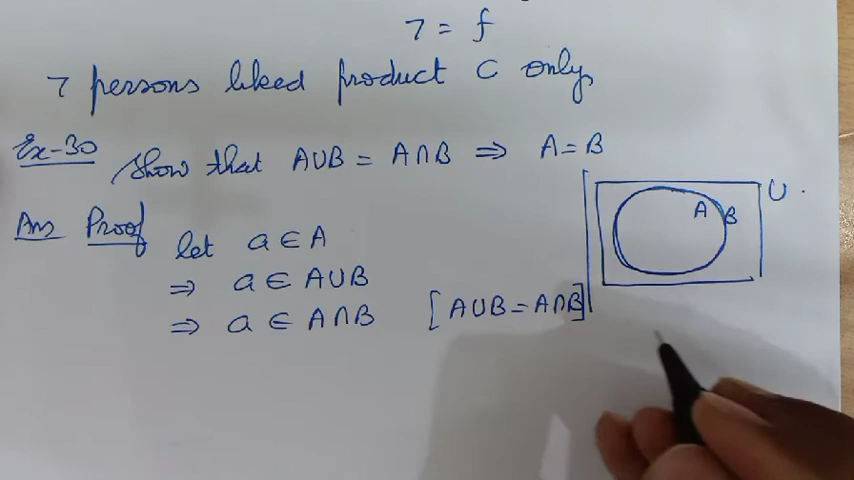 7 = f
7 persons liked product C only
Ex-30 Show that A∪B = A∩B ⇒ A=B
Ans Proof let a ∈ A
⇒ a ∈ A∪B
⇒ a ∈ A∩B [A∪B = A∩B]
A B U